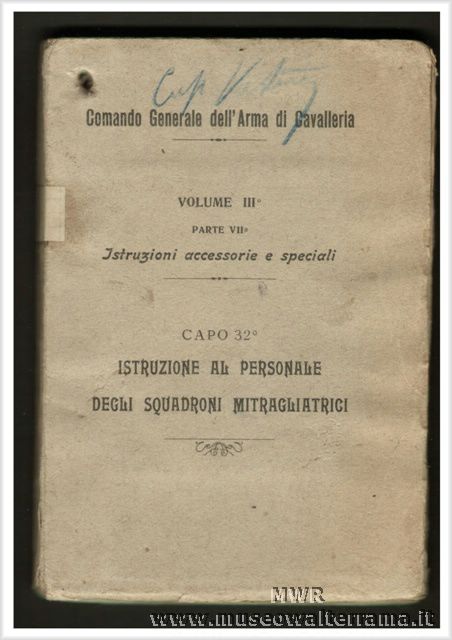 Comando Generale dell'Arma di Cavalleria
VOLUME III°
PARTE VIIª
Istruzioni accessorie e speciali
CAPO 32°
ISTRUZIONE AL PERSONALE
DEGLI SQUADRONI MITRAGLIATRICI
MWR
www.museowalterrama.it